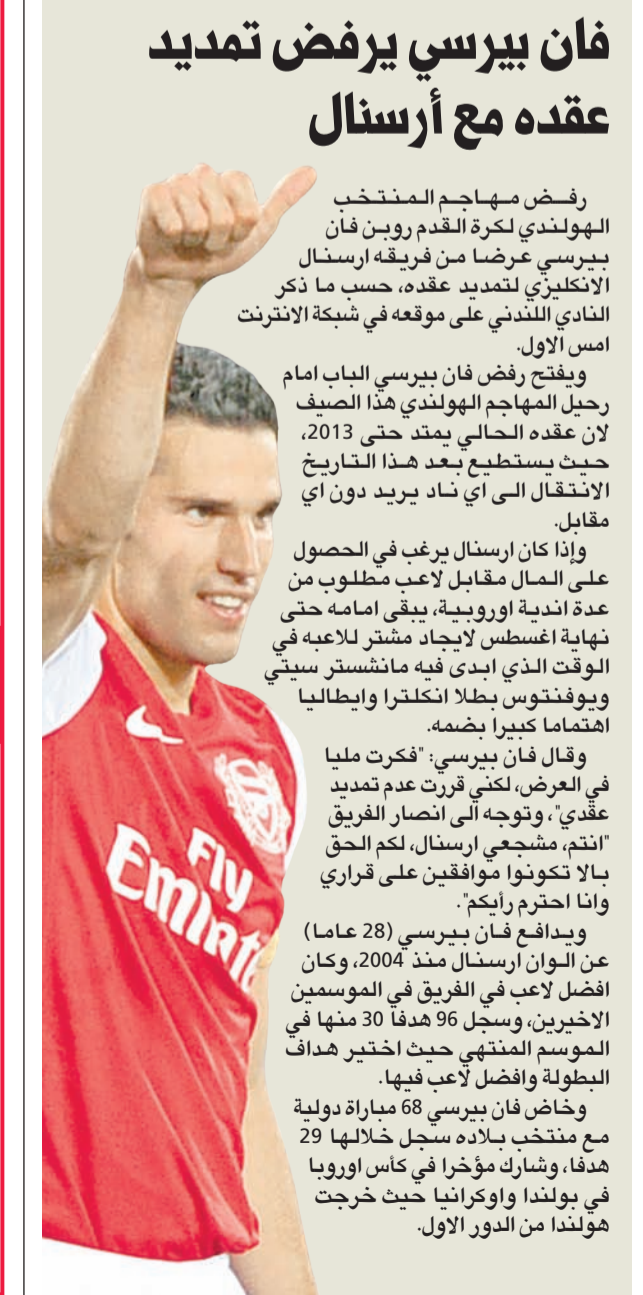 فان بيرسي يرفض تمديد
عقده مع أرسنال
رفض مهاجم المنتخب
الهولندي لكرة القدم روبن فان
بيرسي عرضا من فريقه ارسنال
الانكليزي لتمديد عقده، حسب ما ذكر
النادي اللندني على موقعه في شبكة الانترنت
امس الاول.
ويفتح رفض فان بيرسي الباب امام
رحيل المهاجم الهولندي هذا الصيف
لان عقده الحالي يمتد حتى 2013،
حيث يستطيع بعد هذا التاريخ
الانتقال الى اي ناد يريد دون اي
مقابل.
وإذا كان ارسنال يرغب في الحصول
على المال مقابل لاعب مطلوب من
عدة اندية اوروبية، يبقى امامه حتى
نهاية اغسطس لايجاد مشتر للاعبه في
الوقت الذي ابدى فيه مانشستر سيتي
ويوفنتوس بطلا انكلترا وايطاليا
اهتماما كبيرا بضمه.
وقال فان بيرسي: "فكرت مليا
في العرض، لكني قررت عدم تمديد
عقدي"، وتوجه الى انصار الفريق
"انتم، مشجعي ارسنال، لكم الحق
بالا تكونوا موافقين على قراري
وانا احترم رأيكم".
ويدافع فان بيرسي (28 عاما)
عن الوان ارسنال منذ 2004، وكان
افضل لاعب في الفريق في الموسمين
الاخيرين، وسجل 96 هدفا 30 منها في
الموسم المنتهي حيث اختير هداف
البطولة وافضل لاعب فيها.
وخاض فان بيرسي 68 مباراة دولية
مع منتخب بلاده سجل خلالها 29
هدفا، وشارك مؤخرا في كأس اوروبا
في بولندا واوكرانيا حيث خرجت
هولندا من الدور الاول.
Fly
Emirate